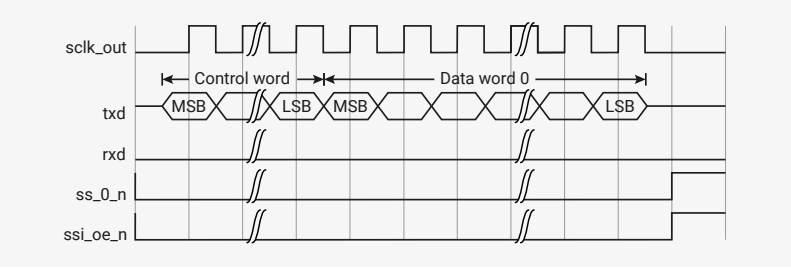 sclk_out
Control word Data word 0
txd MSB LSB MSB LSB
rxd
ss_0_n
ssi_oe_n